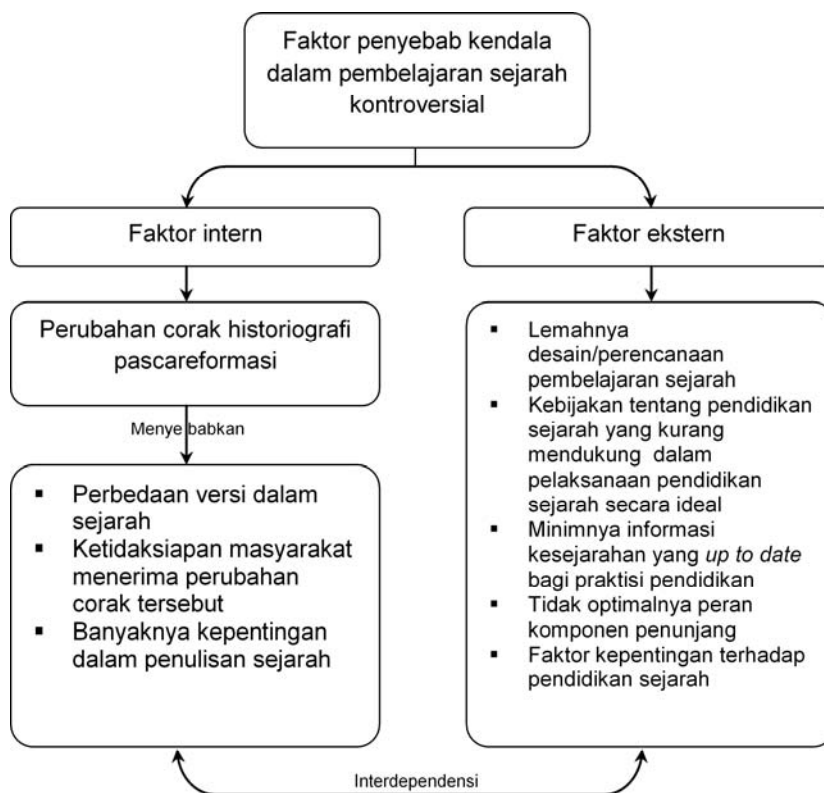 Faktor penyebab kendala
dalam pembelajaran sejarah
kontroversial
Faktor intern
Faktor ekstern
Perubahan corak historiografi
pascareformasi
Menye babkan
▪ Perbedaan versi dalam
sejarah
▪ Ketidaksiapan masyarakat
menerima perubahan
corak tersebut
▪ Banyaknya kepentingan
dalam penulisan sejarah
▪ Lemahnya
desain/perencanaan
pembelajaran sejarah
▪ Kebijakan tentang pendidikan
sejarah yang kurang
mendukung dalam
pelaksanaan pendidikan
sejarah secara ideal
▪ Minimnya informasi
kesejarahan yang up to date
bagi praktisi pendidikan
▪ Tidak optimalnya peran
komponen penunjang
▪ Faktor kepentingan terhadap
pendidikan sejarah
Interdependensi